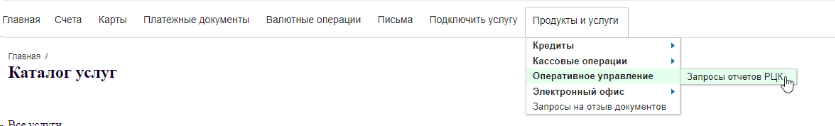 Главная Счета Карты Платежные документы Валютные операции Письма Подключить услугу Продукты и услуги
Главная /
Каталог услуг
Кредиты
Кассовые операции
Оперативное управление
Запросы отчетов РЦК
Электронный офис
Запросы на отзыв документов
Все услуги